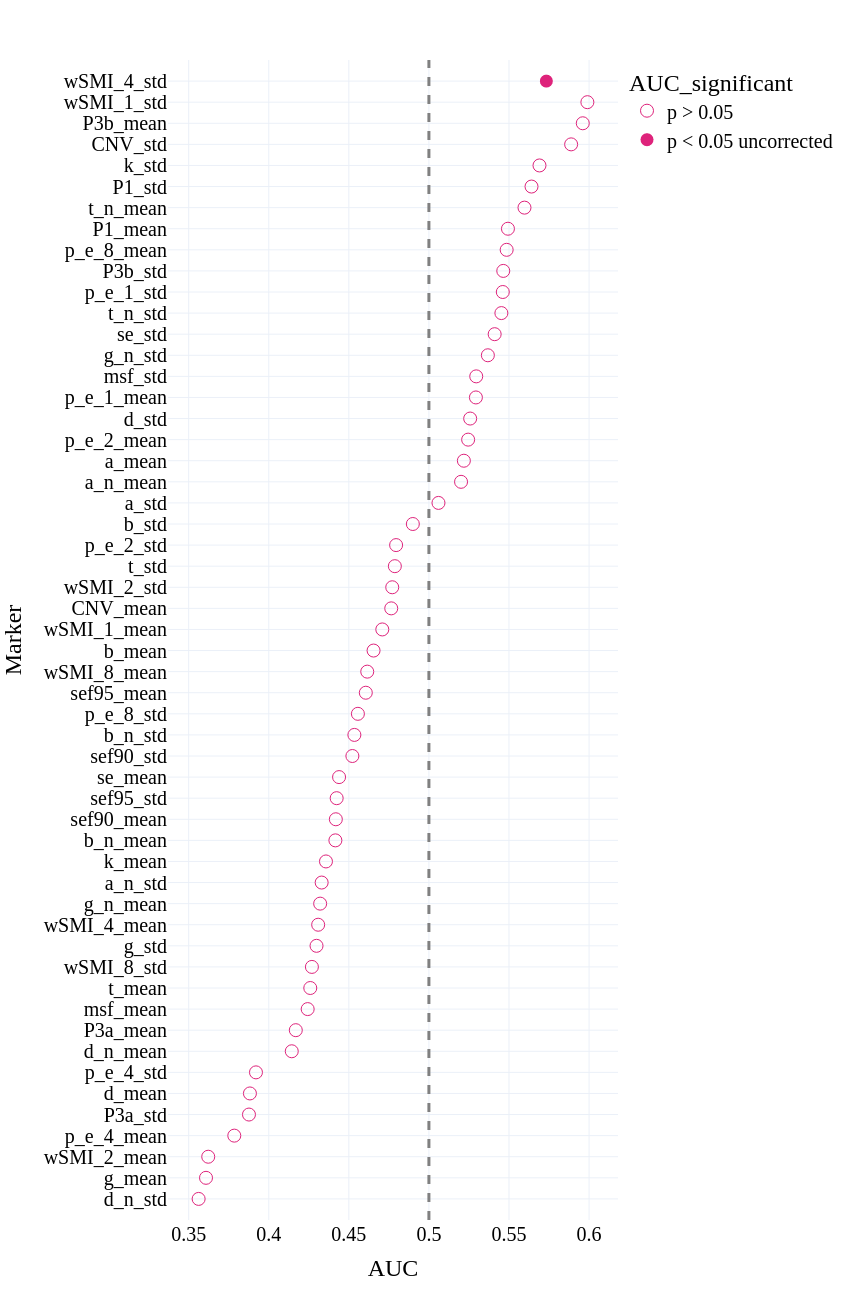 wSMI_4_std
wSMI_1_std
P3b_mean
CNV_std
k_std
P1_std
t_n_mean
P1_mean
p_e_8_mean
P3b_std
p_e_1_std
t_n_std
se_std
g_n_std
msf_std
p_e_1_mean
d_std
p_e_2_mean
a_mean
a_n_mean
a_std
b_std
p_e_2_std
t_std
wSMI_2_std
CNV_mean
wSMI_1_mean
b_mean
wSMI_8_mean
sef95_mean
p_e_8_std
b_n_std
sef90_std
se_mean
sef95_std
sef90_mean
b_n_mean
k_mean
a_n_std
g_n_mean
wSMI_4_mean
g_std
wSMI_8_std
t_mean
msf_mean
P3a_mean
d_n_mean
p_e_4_std
d_mean
P3a_std
p_e_4_mean
wSMI_2_mean
g_mean
d_n_std
Marker
0.35 0.4 0.45 0.5 0.55 0.6
AUC
AUC_significant
p > 0.05
p < 0.05 uncorrected